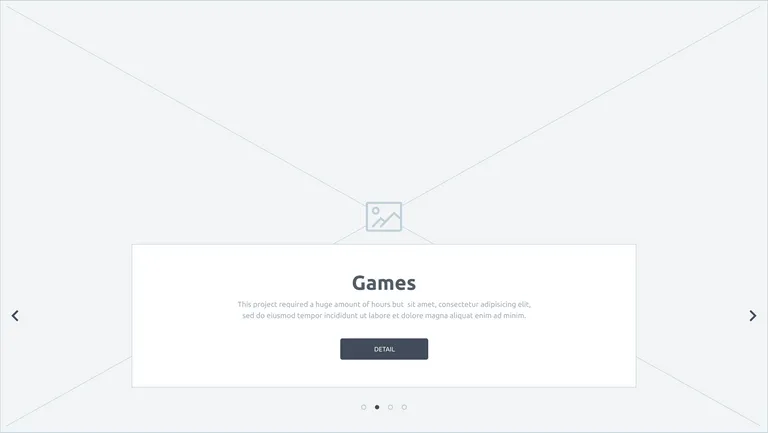 Games
This project required a huge amount of hours but  sit amet, consectetur adipisicing elit,
sed do eiusmod tempor incididunt ut labore et dolore magna aliquat enim ad minim.
DETAIL